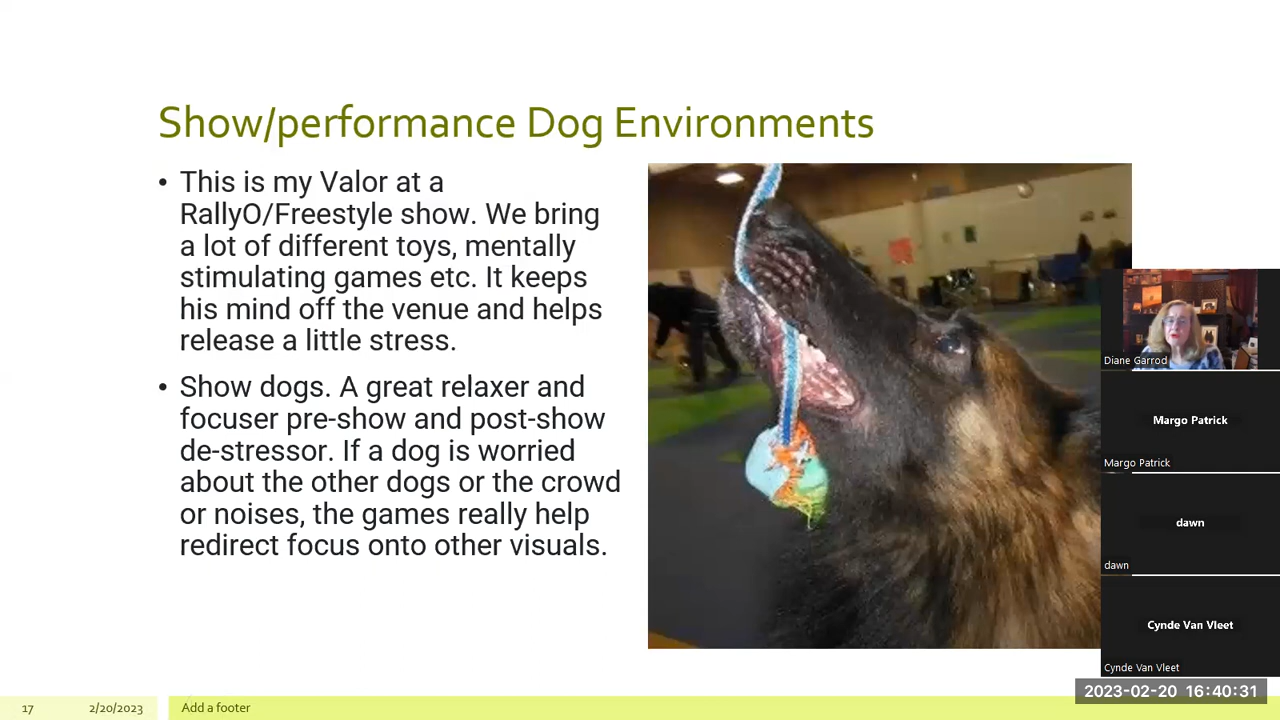 Show/performance Dog Environments
• This is my Valor at a
RallyO/Freestyle show. We bring
a lot of different toys, mentally
stimulating games etc. It keeps
his mind off the venue and helps
release a little stress.
• Show dogs. A great relaxer and
focuser pre-show and post-show
de-stressor. If a dog is worried
about the other dogs or the crowd
or noises, the games really help
redirect focus onto other visuals.
Diane Garrod
Margo Patrick
Margo Patrick
dawn
dawn
Cynde Van Vleet
Cynde Van Vleet
2023-02-20 16:40:31
17 2/20/2023 Add a footer